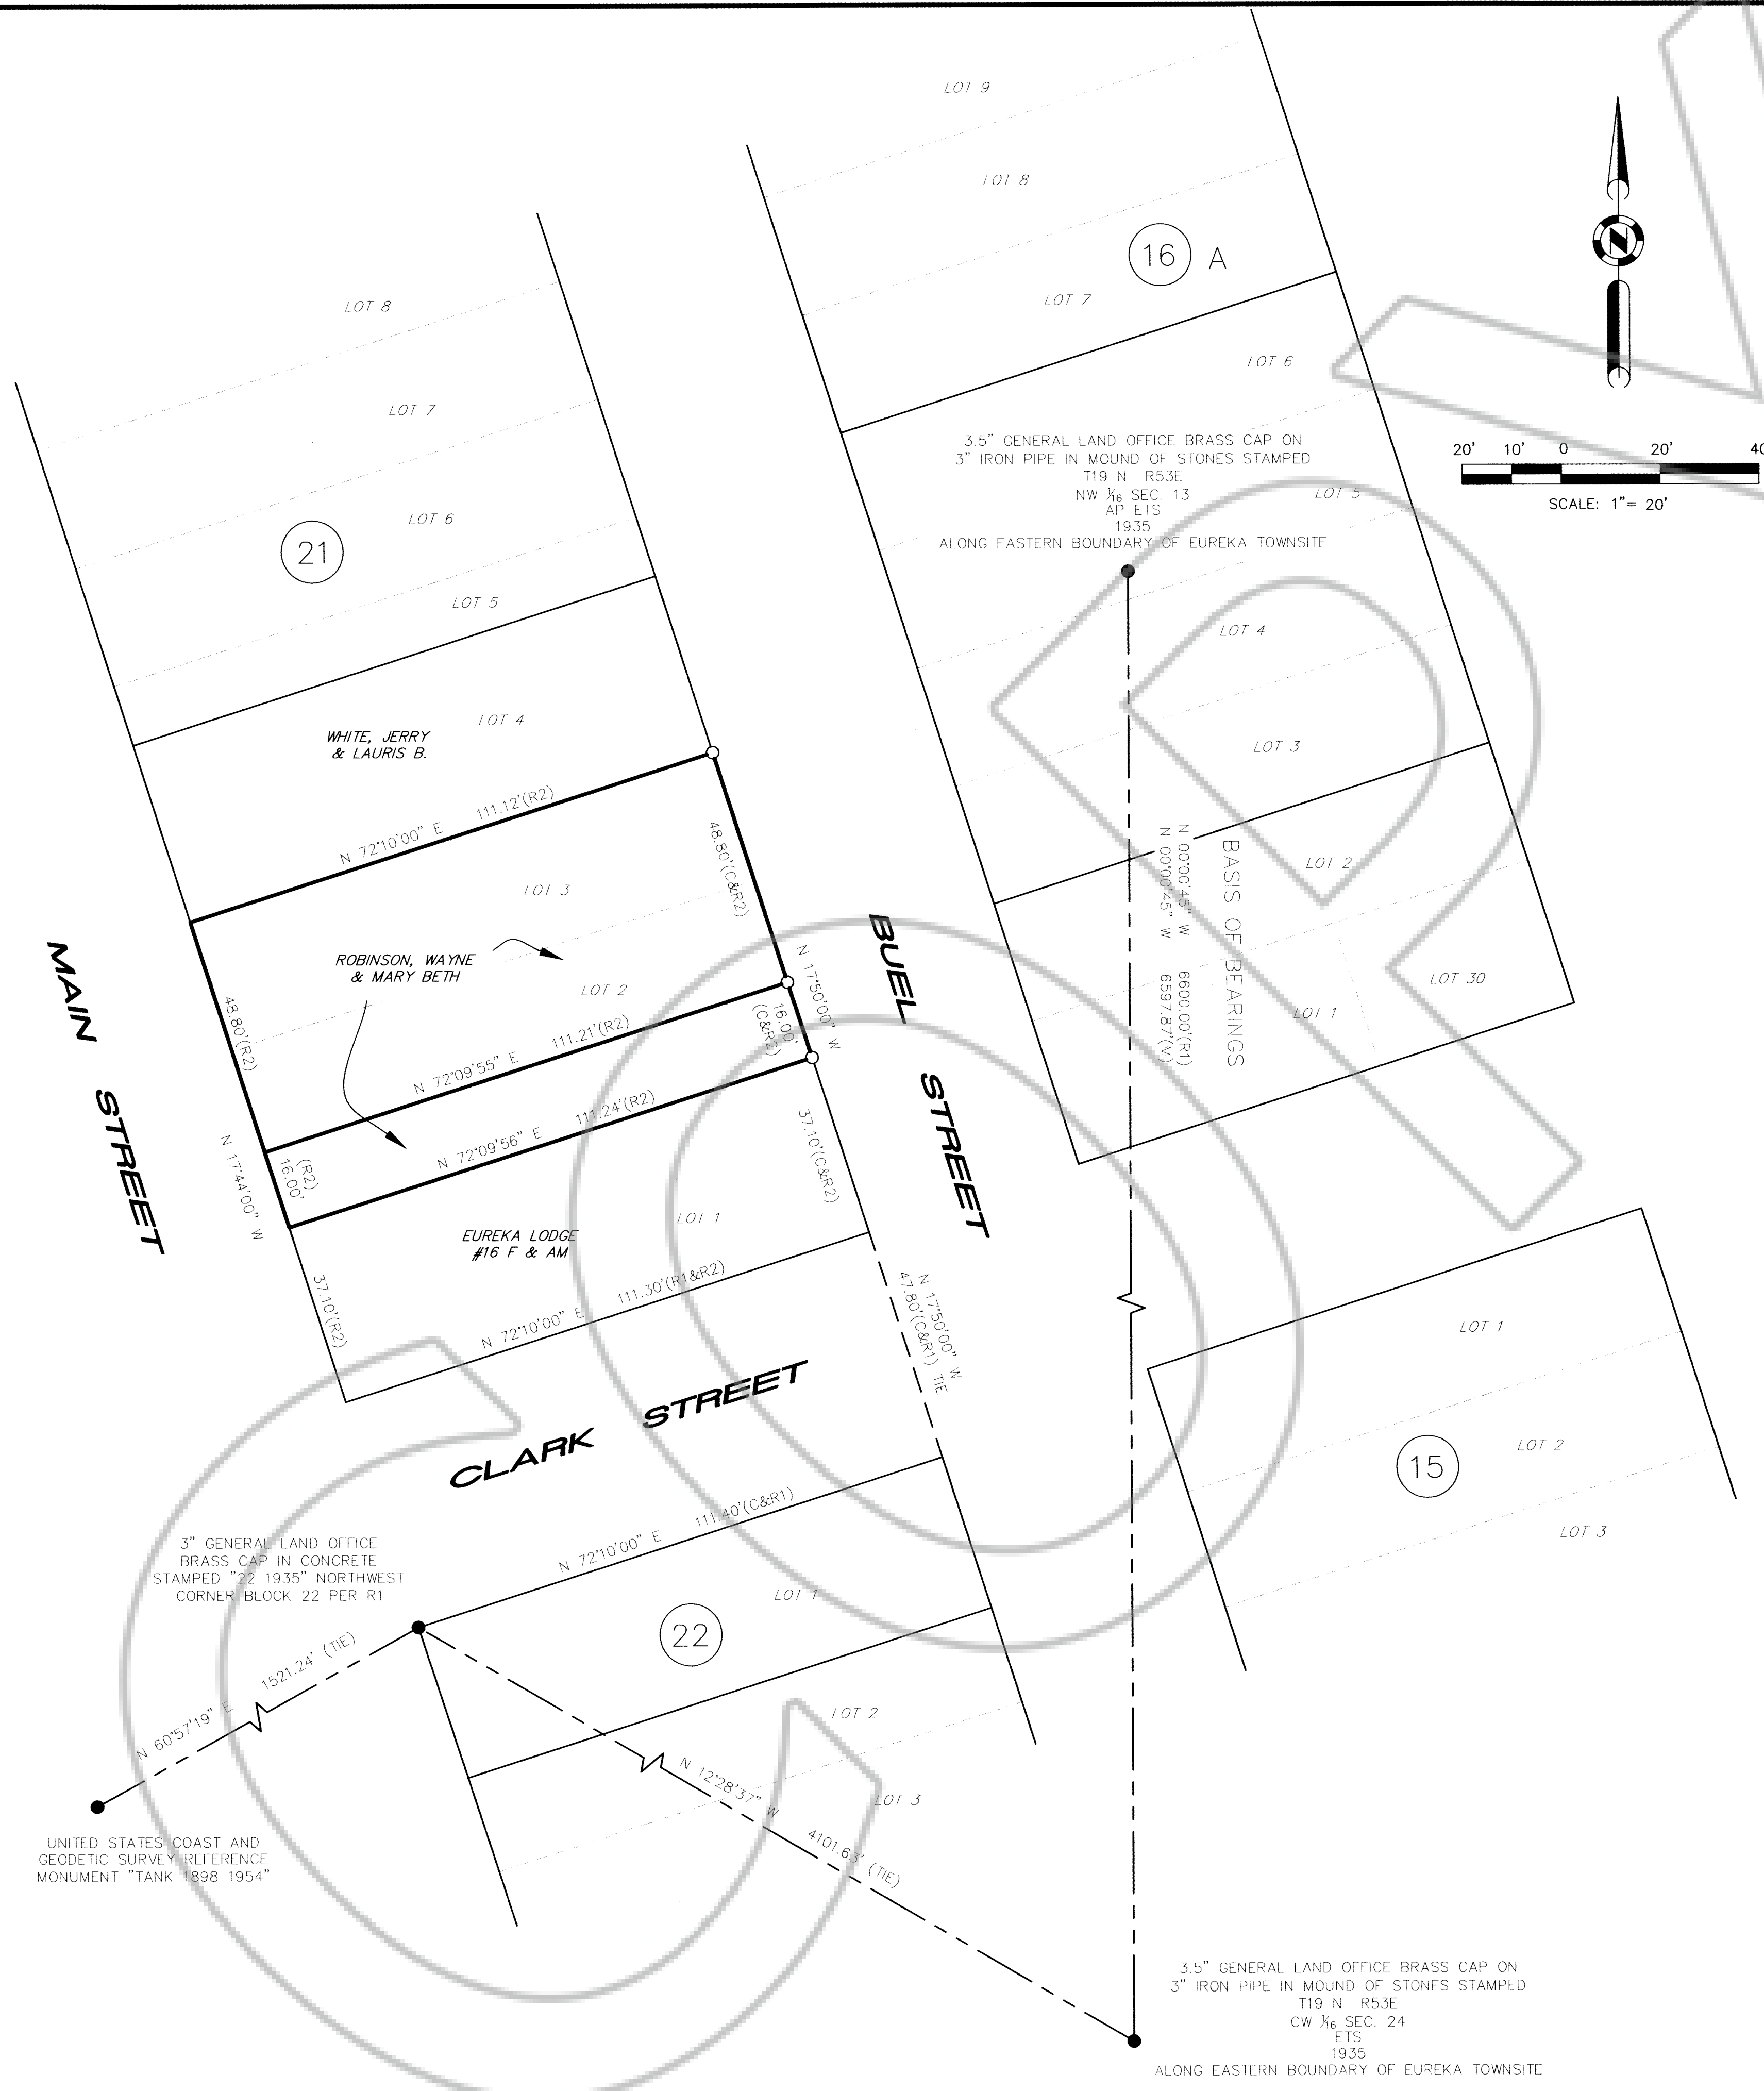 LOT 9
LOT 8
16 A
LOT 7
LOT 6
LOT 8
LOT 7
LOT 6
21
LOT 5
N
20' 10' 0 20' 40
SCALE: 1"= 20'
3.5" GENERAL LAND OFFICE BRASS CAP ON
3" IRON PIPE IN MOUND OF STONES STAMPED
T19 N R53E
NW 1/16 SEC. 13
AP ETS
1935
ALONG EASTERN BOUNDARY OF EUREKA TOWNSITE
LOT 5
LOT 4
LOT 3
LOT 2
LOT 30
LOT 1
BASIS OF BEARINGS
N 00°00'45" W 6600.00'(R1)
N 00°00'45" W 6597.87'(M)
LOT 4
WHITE, JERRY
& LAURIS B.
N 72°10'00" E 111.12'(R2)
48.80'(C&R2)
LOT 3
ROBINSON, WAYNE
& MARY BETH
LOT 2
48.80'(R2)
N 72°09'55" E 111.21'(R2)
16.00'
(C&R2)
N 17°50'00" W
N 72°09'56" E 111.24'(R2)
(R2)
16.00'
N 17°44'00" W
37.10'(C&R2)
MAIN STREET
BUEL STREET
EUREKA LODGE
#16 F & AM
LOT 1
37.10'(R2)
N 72°10'00" E 111.30'(R1&R2)
N 17°50'00" W
47.80'(C&R1) TIE
CLARK STREET
LOT 1
15
LOT 2
LOT 3
N 72°10'00" E 111.40'(C&R1)
3" GENERAL LAND OFFICE
BRASS CAP IN CONCRETE
STAMPED "22 1935" NORTHWEST
CORNER BLOCK 22 PER R1
LOT 1
22
LOT 2
LOT 3
N 60°57'19" E 1521.24' (TIE)
N 12°28'37" W 4101.63' (TIE)
UNITED STATES COAST AND
GEODETIC SURVEY REFERENCE
MONUMENT "TANK 1898 1954"
3.5" GENERAL LAND OFFICE BRASS CAP ON
3" IRON PIPE IN MOUND OF STONES STAMPED
T19 N R53E
CW 1/16 SEC. 24
ETS
1935
ALONG EASTERN BOUNDARY OF EUREKA TOWNSITE